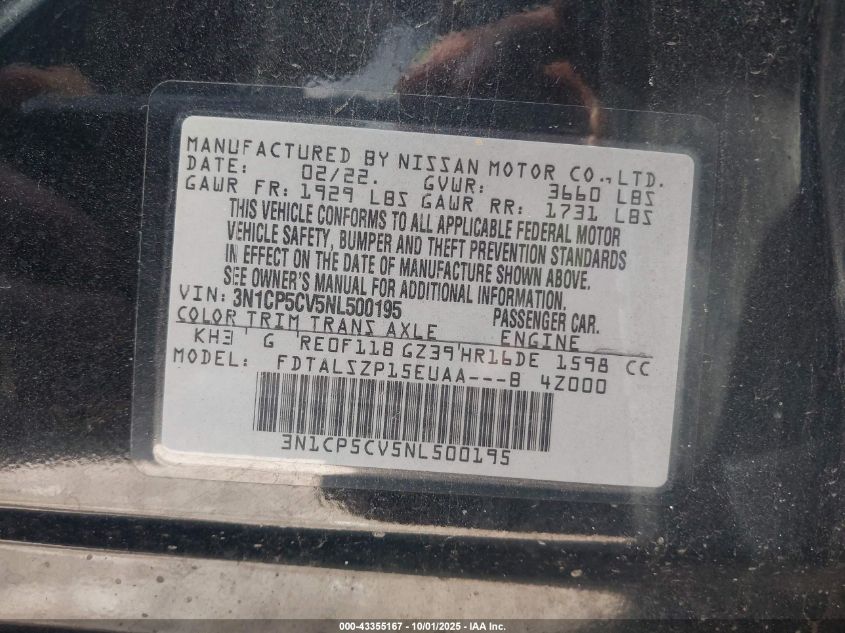 MANUFACTURED BY NISSAN MOTOR CO., LTD.
DATE: 02/22. GVWR: 3660 LBS
GAWR FR: 1929 LBS GAWR RR: 1731 LBS
THIS VEHICLE CONFORMS TO ALL APPLICABLE FEDERAL MOTOR
VEHICLE SAFETY, BUMPER AND THEFT PREVENTION STANDARDS
IN EFFECT ON THE DATE OF MANUFACTURE SHOWN ABOVE.
SEE OWNER'S MANUAL FOR ADDITIONAL INFORMATION.
VIN: 3N1CP5CV5NL500195 PASSENGER CAR.
COLOR TRIM TRANS AXLE ENGINE
KH3 ' G RE0F11B GZ39'HR16DE 1598 CC
MODEL: FDTALSZP15EUAA---B 4Z000
3N1CP5CV5NL500195
000-43355167 - 10/01/2025 - IAA Inc.